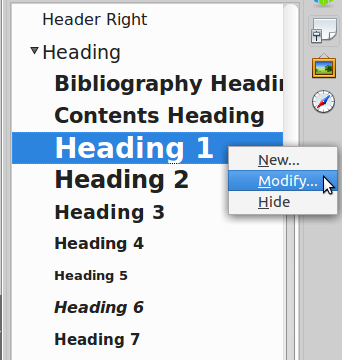 Header Right
Heading
Bibliography Headin
Contents Heading
Heading 1
New...
Heading 2
Modify...
Heading 3
Hide
Heading 4
Heading 5
Heading 6
Heading 7